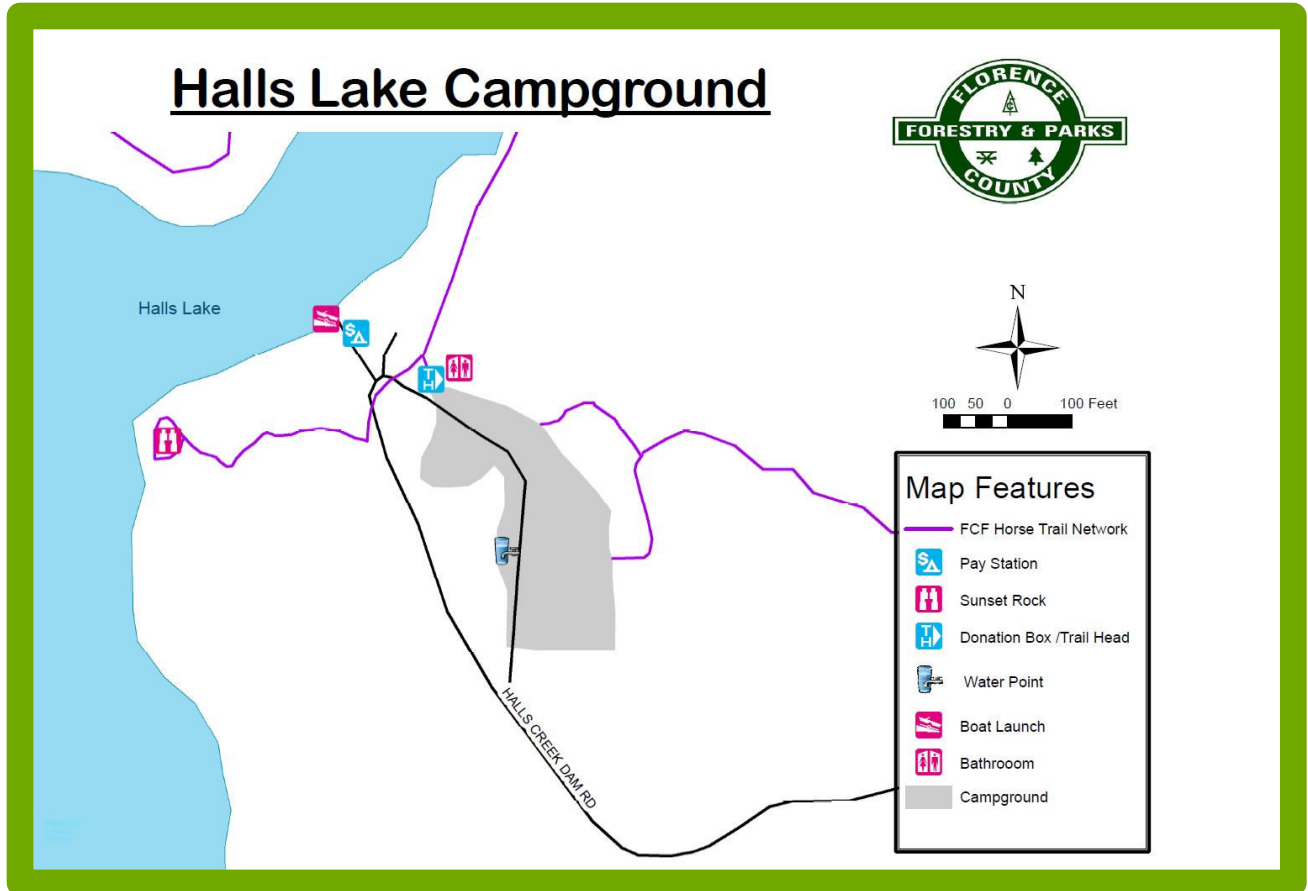 Halls Lake Campground
FLORENCE
FORESTRY & PARKS
COUNTY
Halls Lake
S
TH
N
100 50 0 100 Feet
HALLS CREEK DAM RD
Map Features
FCF Horse Trail Network
S
Pay Station
Sunset Rock
TH
Donation Box /Trail Head
Water Point
Boat Launch
Bathrooom
Campground